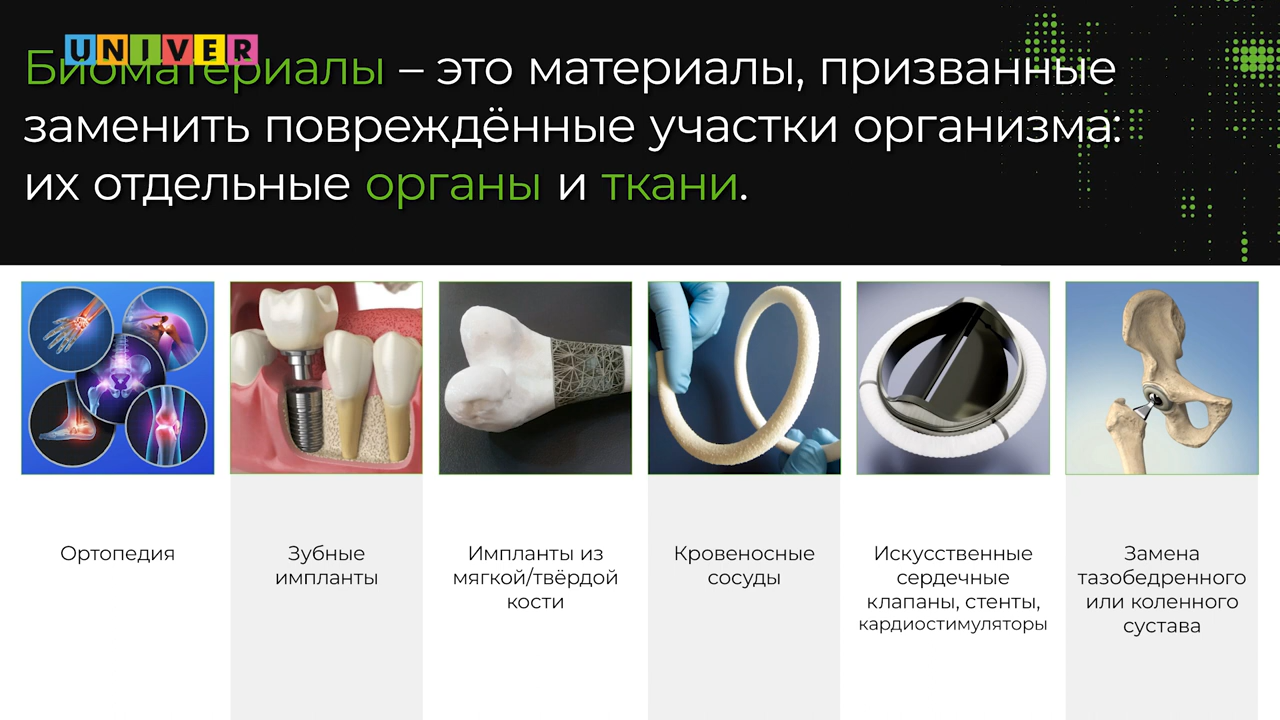 UNIVER
Биоматериалы – это материалы, призванные
заменить повреждённые участки организма:
их отдельные органы и ткани.
Ортопедия
Зубные
импланты
Импланты из
мягкой/твёрдой
кости
Кровеносные
сосуды
Искусственные
сердечные
клапаны, стенты,
кардиостимуляторы
Замена
тазобедренного
или коленного
сустава